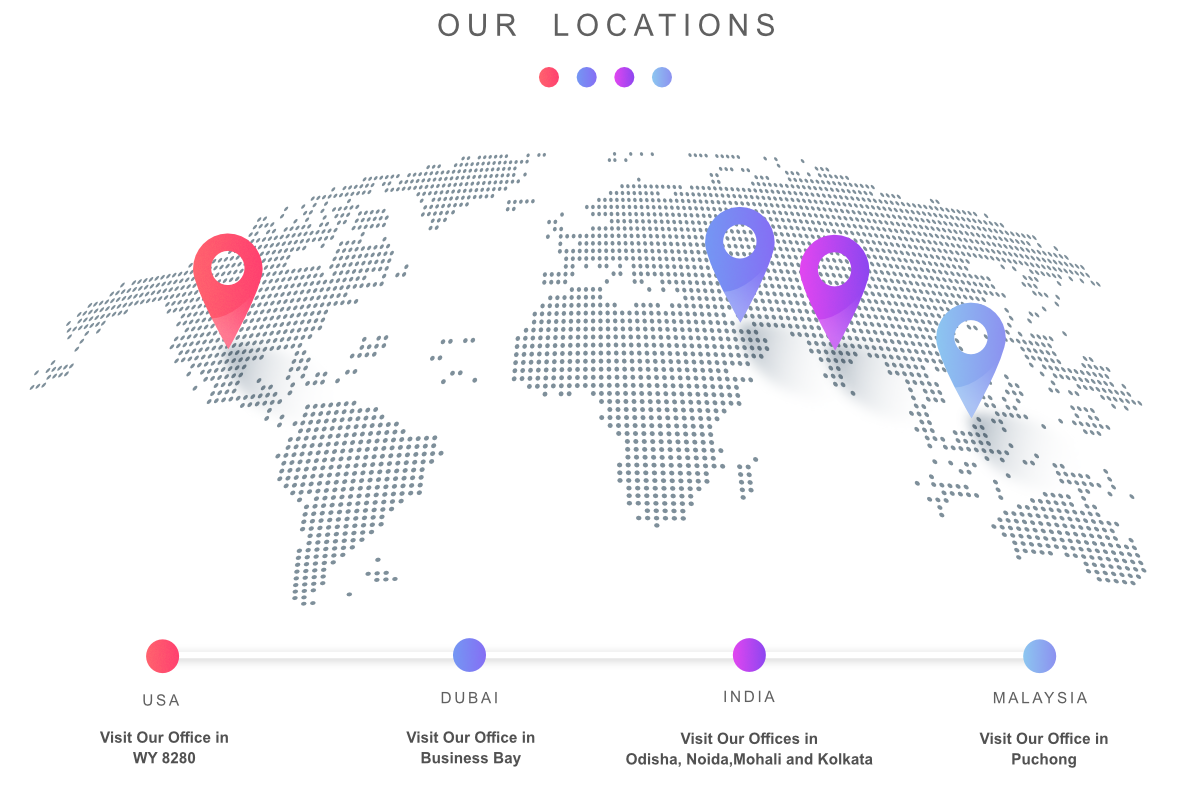 OUR LOCATIONS
USA
Visit Our Office in
WY 8280
DUBAI
Visit Our Office in
Business Bay
INDIA
Visit Our Offices in
Odisha, Noida,Mohali and Kolkata
MALAYSIA
Visit Our Office in
Puchong